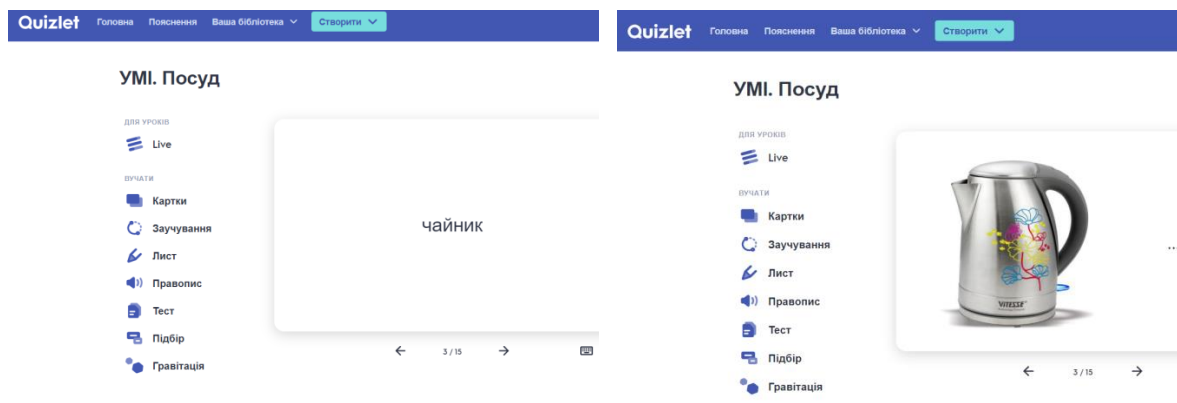 Quizlet Головна Пояснення Ваша бібліотека Створити
УМІ. Посуд
ДЛЯ УРОКІВ
Live
ВУЧАТИ
Картки
Заучування
Лист
Правопис
Тест
Підбір
Гравітація
чайник
3 / 15
Quizlet Головна Пояснення Ваша бібліотека Створити
УМІ. Посуд
ДЛЯ УРОКІВ
Live
ВУЧАТИ
Картки
Заучування
Лист
Правопис
Тест
Підбір
Гравітація
VITESSE
...
3 / 15